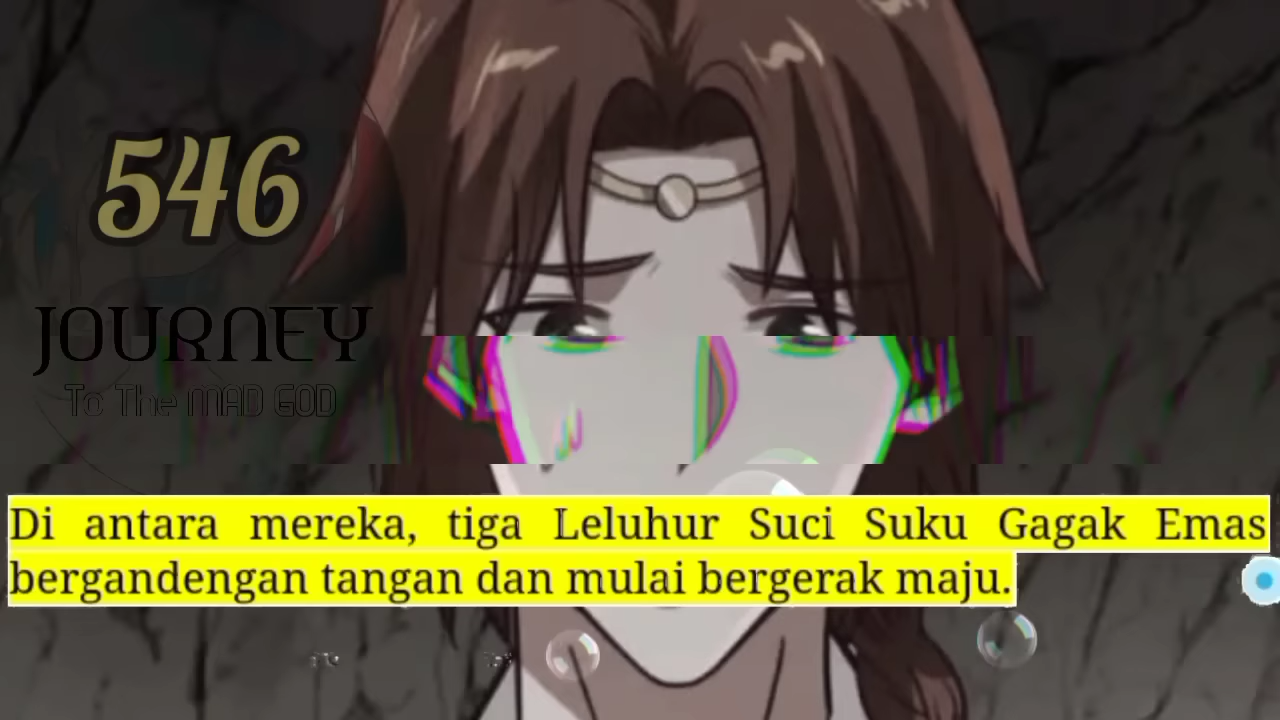 546
JOURNEY
To The MAD GOD
Di antara mereka, tiga Leluhur Suci Suku Gagak Emas
bergandengan tangan dan mulai bergerak maju.